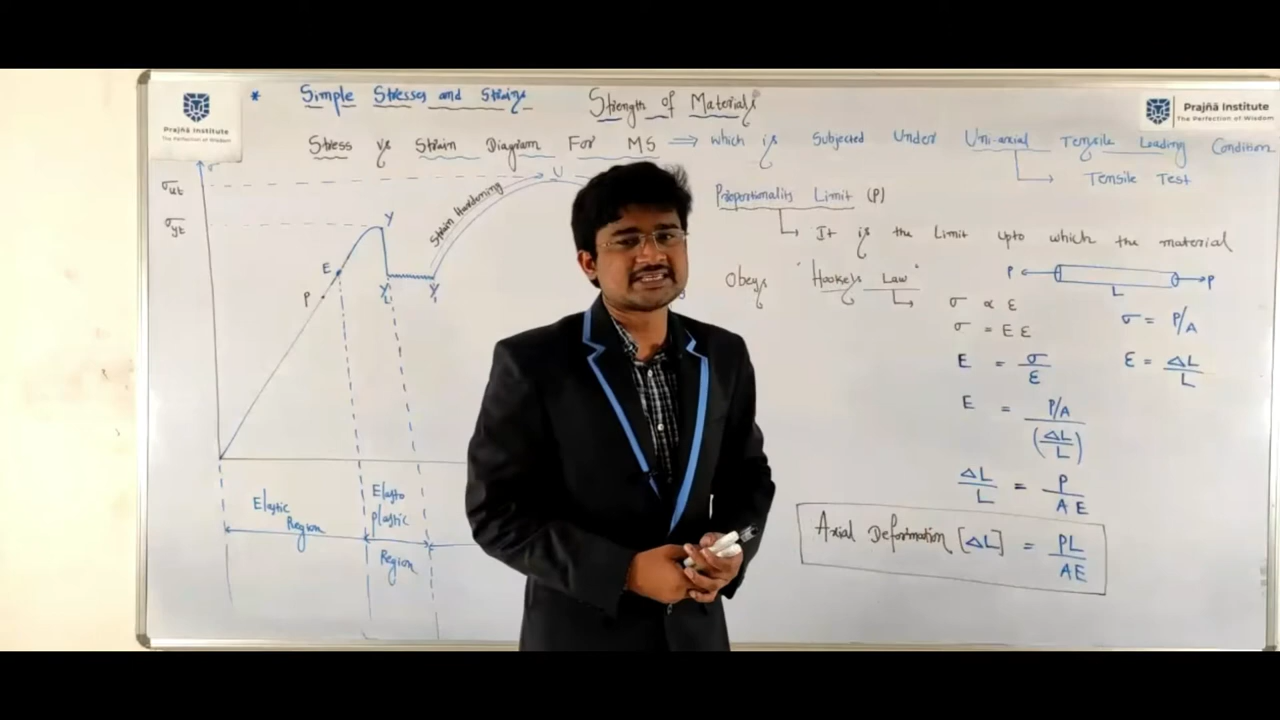 Prajñā Institute
The Perfection of Wisdom
* Simple Stresses and Strains
Strength of Materials
Prajñā Institute
The Perfection of Wisdom
Stress vs Strain Diagram For MS ⇒ which is Subjected Under Uni-axial Tensile Loading Condition
Tensile Test
σ
σut
σyt
U
Strain Hardening
Y
E
P
Y
Y
Elastic Region
Elasto plastic Region
Proportionality Limit (P)
It is the Limit upto which the material
Obeys "Hooke's Law"
P P
L
σ ∝ ε
σ = E ε
σ = P/A
E = σ/ε
ε = ΔL/L
E = P/A / (ΔL/L)
ΔL/L = P/AE
Axial Deformation [ΔL] = PL/AE